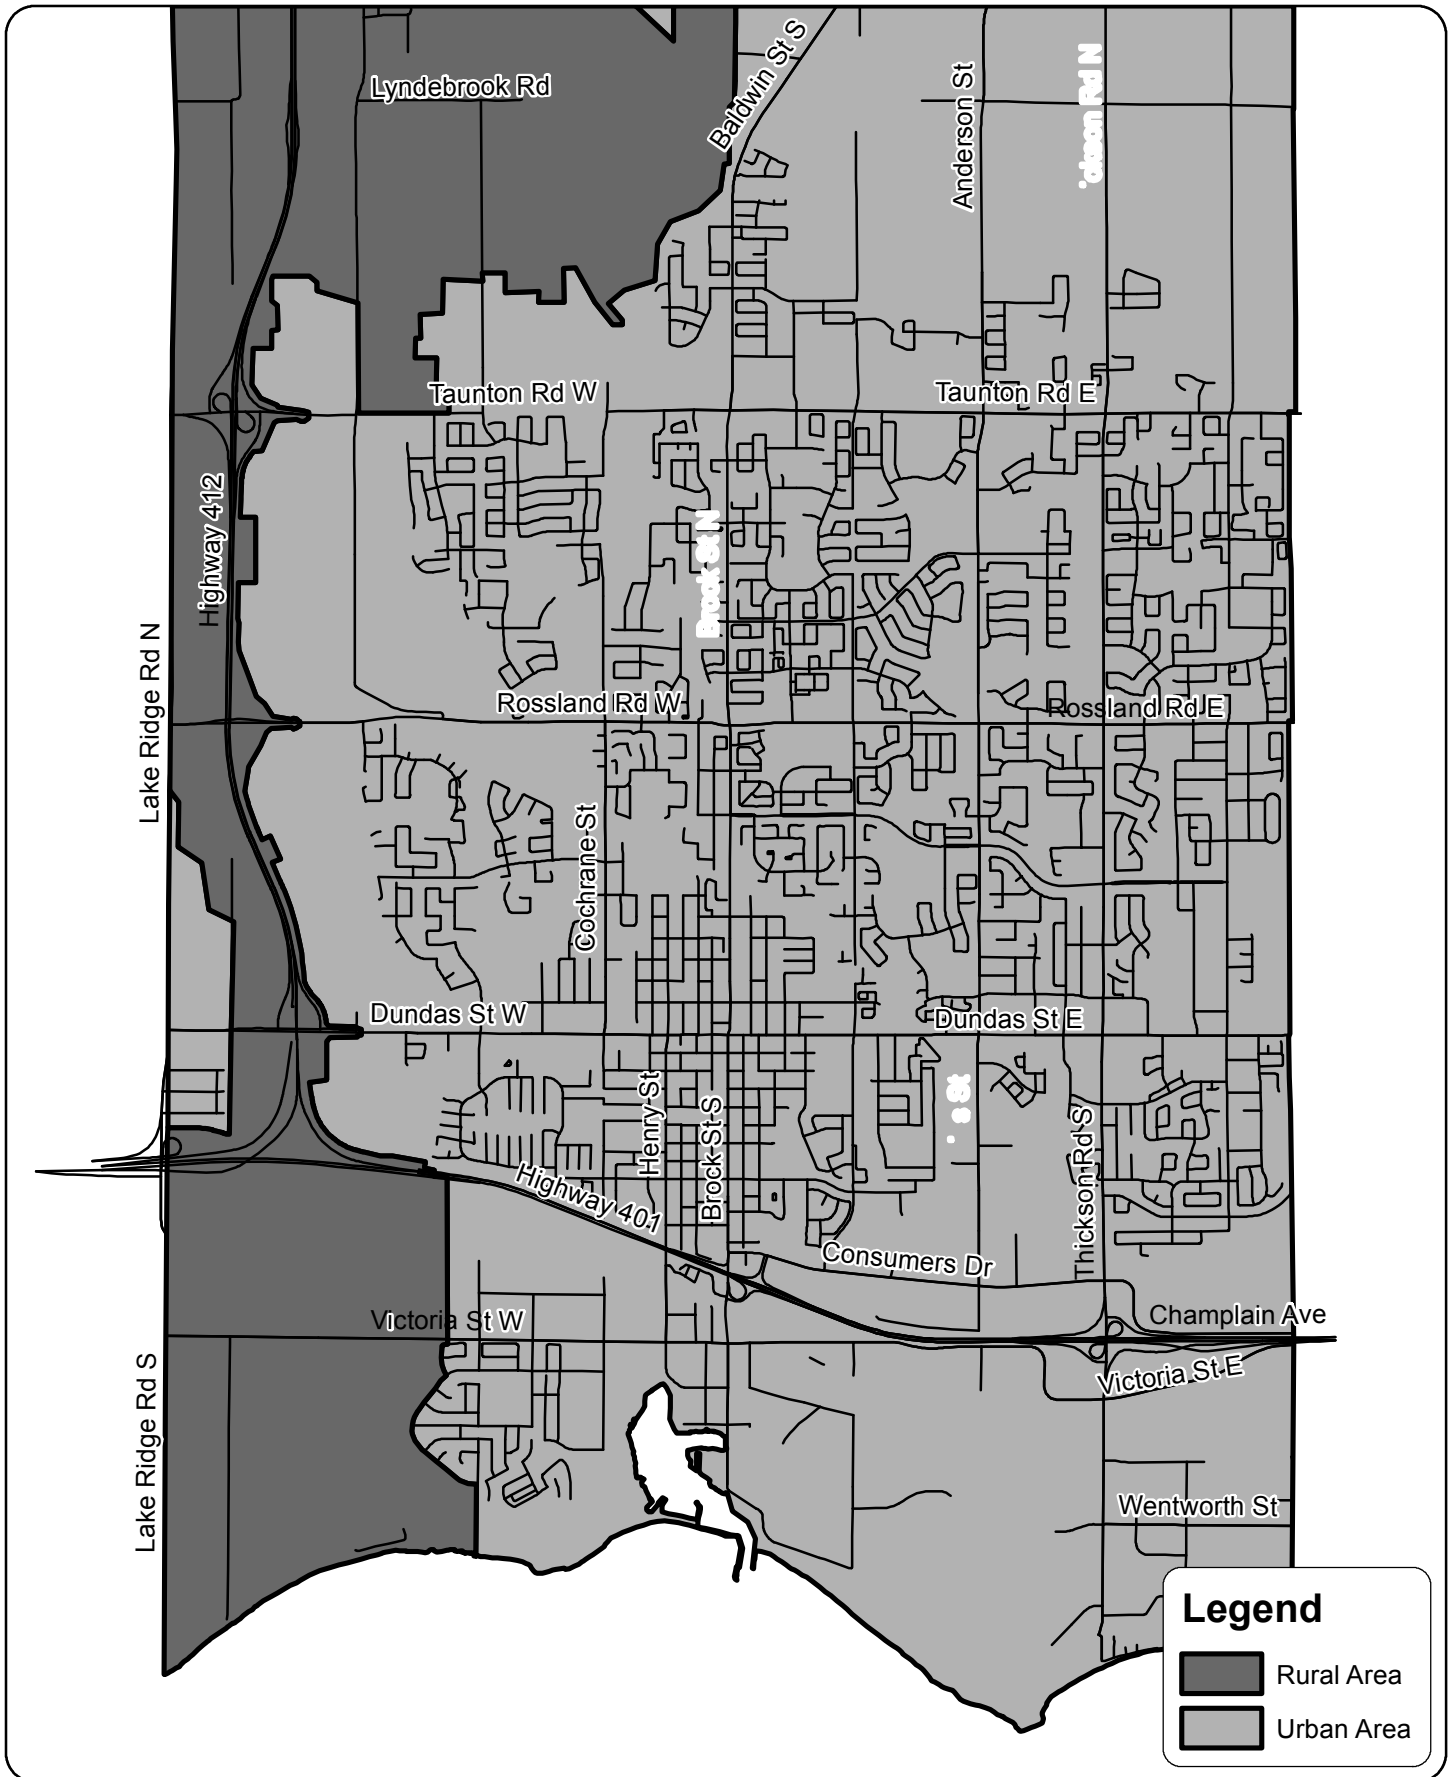 Lyndebrook Rd
Baldwin St S
Anderson St
Taunton Rd W
Taunton Rd E
Highway 412
Brock St N
Lake Ridge Rd N
Rossland Rd W
Rossland Rd E
Cochrane St
Dundas St W
Dundas St E
Henry St
Brock St S
Thickson Rd S
Highway 401
Consumers Dr
Champlain Ave
Victoria St W
Victoria St E
Lake Ridge Rd S
Wentworth St
Legend
Rural Area
Urban Area